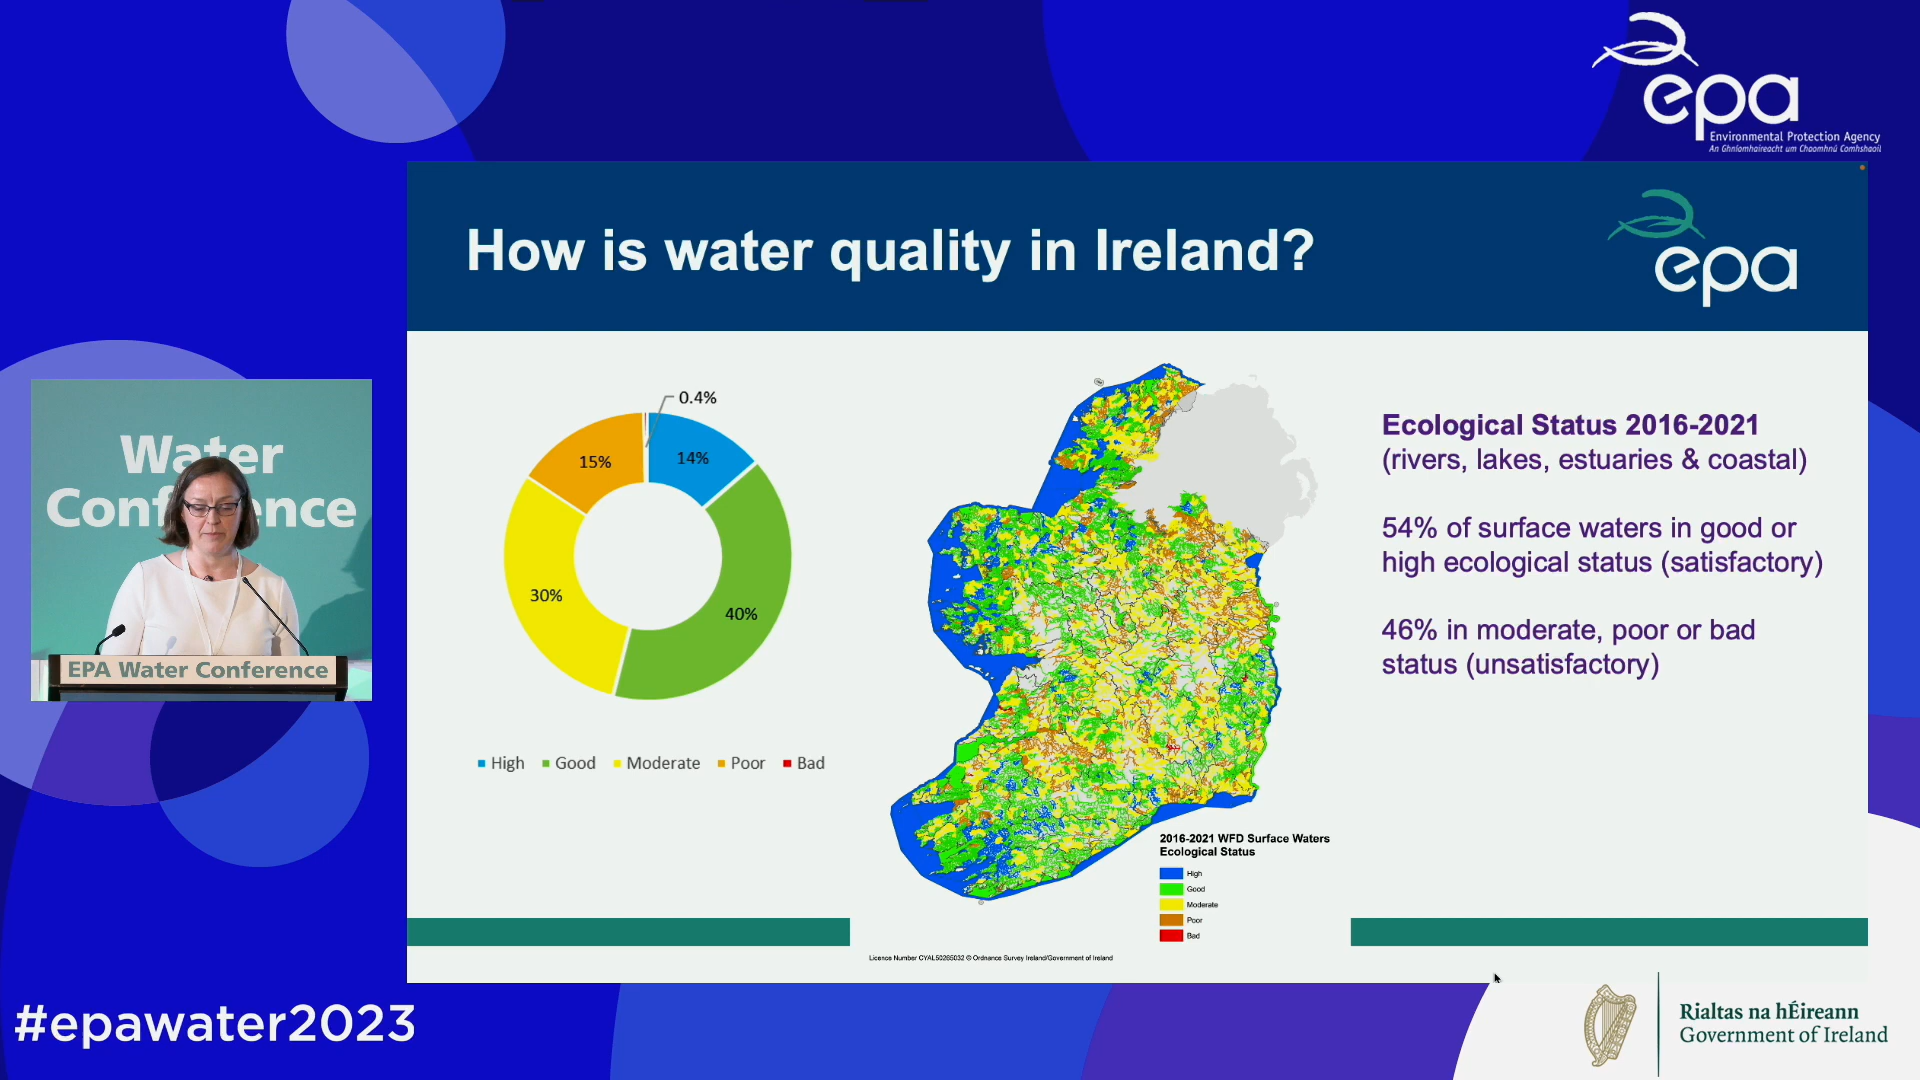 epa
Environmental Protection Agency
An Ghníomhaireacht um Chaomhnú Comhshaoil
How is water quality in Ireland?
epa
Water
Conference
EPA Water Conference
0.4%
14%
15%
30%
40%
High
Good
Moderate
Poor
Bad
Ecological Status 2016-2021
(rivers, lakes, estuaries & coastal)
54% of surface waters in good or
high ecological status (satisfactory)
46% in moderate, poor or bad
status (unsatisfactory)
2016-2021 WFD Surface Waters
Ecological Status
High
Good
Moderate
Poor
Bad
Licence Number CYAL50265032 © Ordnance Survey Ireland/Government of Ireland
#epawater2023
Rialtas na hÉireann
Government of Ireland